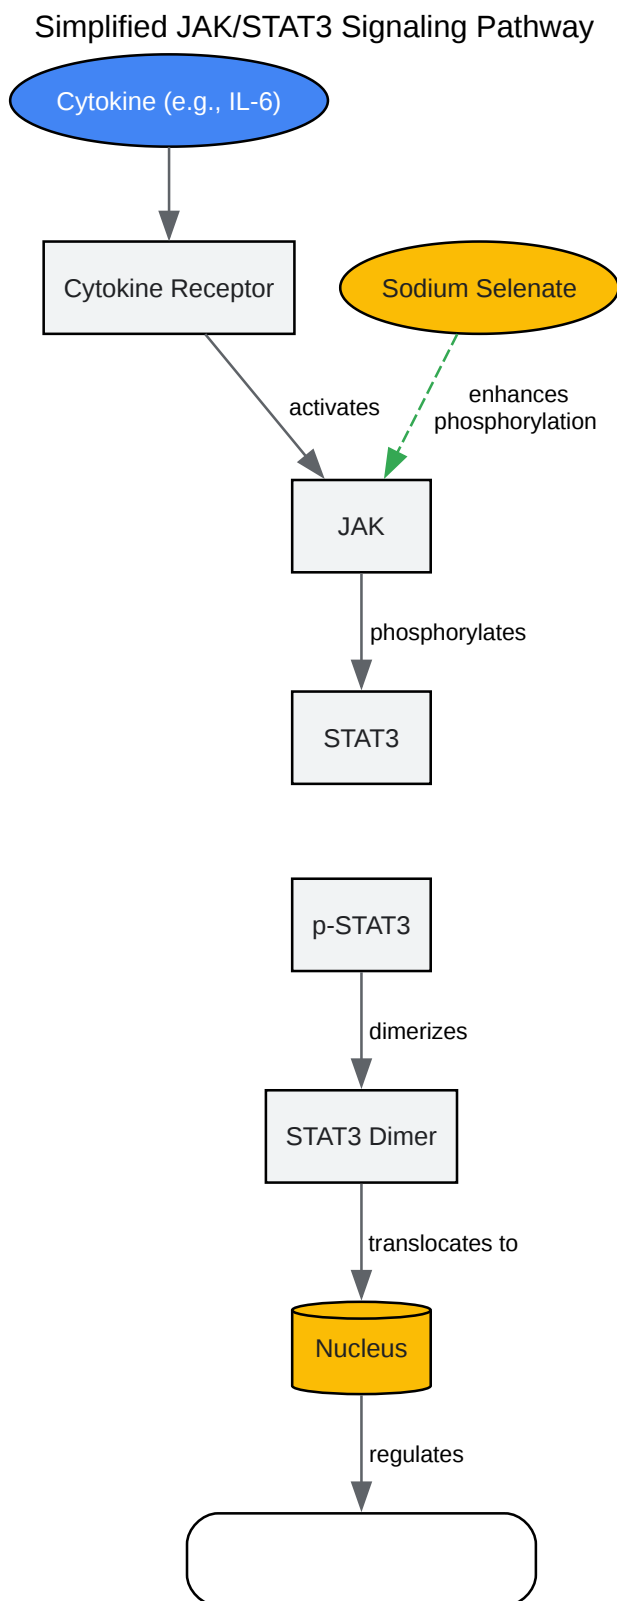 Simplified JAK/STAT3 Signaling Pathway
Cytokine (e.g., IL-6)
Cytokine Receptor
Sodium Selenate
activates
enhances
phosphorylation
JAK
phosphorylates
STAT3
p-STAT3
dimerizes
STAT3 Dimer
translocates to
Nucleus
regulates